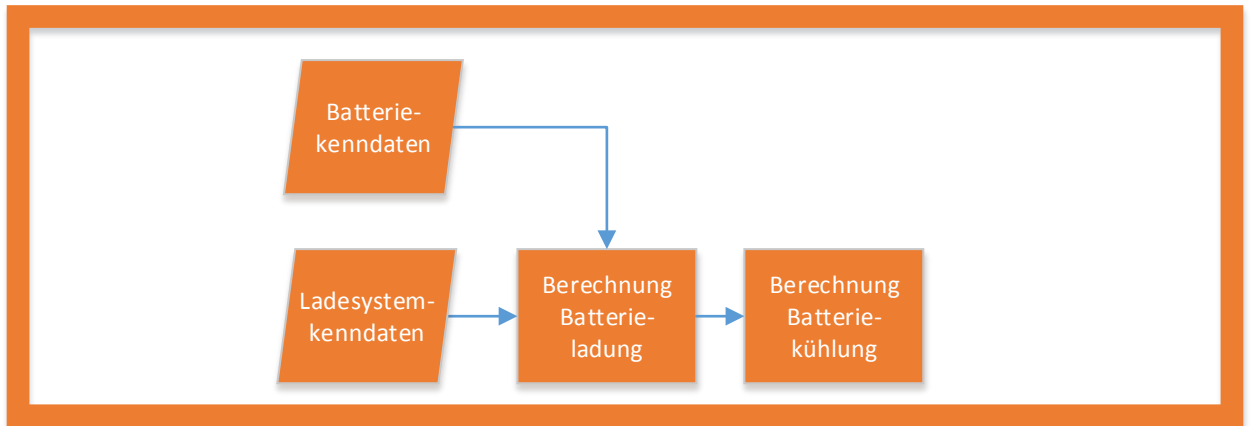 Batterie-
kenndaten
Ladesystem-
kenndaten
Berechnung
Batterie-
ladung
Berechnung
Batterie-
kühlung